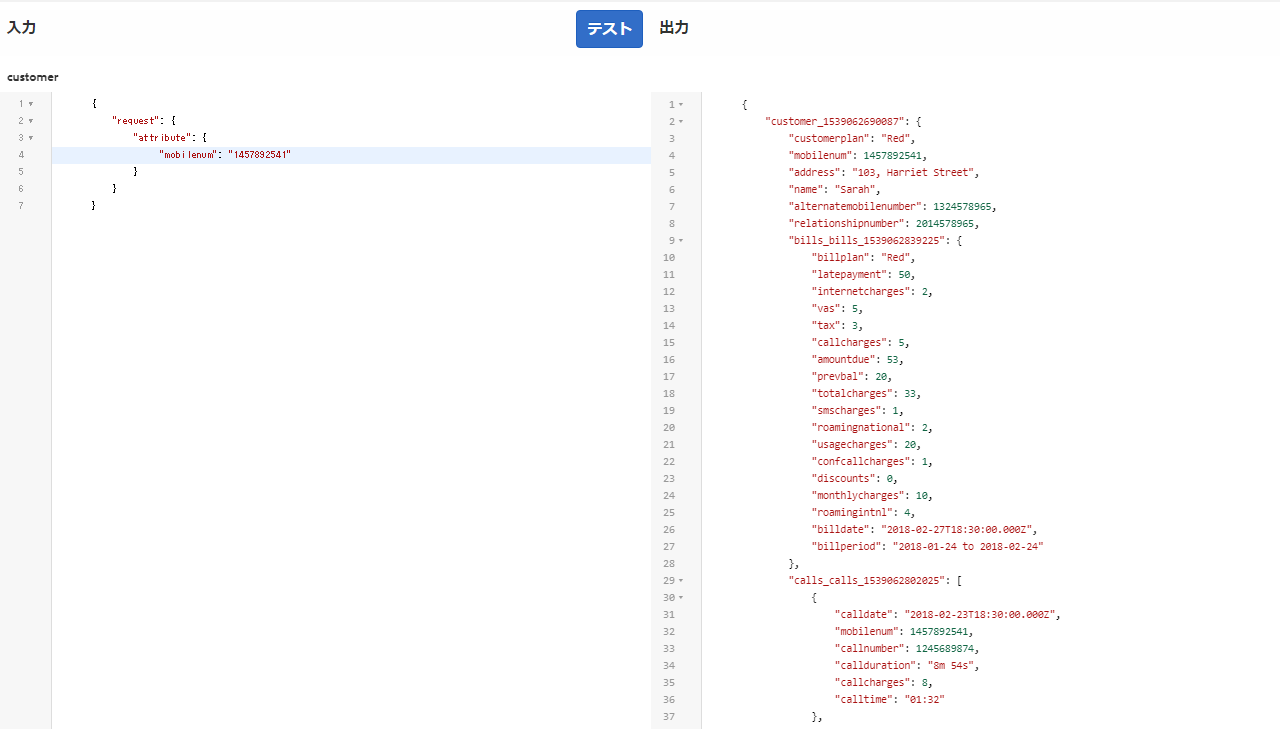 入力
テスト
出力
customer
1 {
2 "request": {
3 "attribute": {
4 "mobilenum": "1457892541"
5 }
6 }
7 }
1 {
2 "customer_1539062690087": {
3 "customerplan": "Red",
4 "mobilenum": 1457892541,
5 "address": "103, Harriet Street",
6 "name": "Sarah",
7 "alternatemobilenumber": 1324578965,
8 "relationshipnumber": 2014578965,
9 "bills_bills_1539062839225": {
10 "billplan": "Red",
11 "latepayment": 50,
12 "internetcharges": 2,
13 "vas": 5,
14 "tax": 3,
15 "callcharges": 5,
16 "amountdue": 53,
17 "prevbal": 20,
18 "totalcharges": 33,
19 "smscharges": 1,
20 "roamingnational": 2,
21 "usagecharges": 20,
22 "confcallcharges": 1,
23 "discounts": 0,
24 "monthlycharges": 10,
25 "roamingintnl": 4,
26 "billdate": "2018-02-27T18:30:00.000Z",
27 "billperiod": "2018-01-24 to 2018-02-24"
28 },
29 "calls_calls_1539062802025": [
30 {
31 "calldate": "2018-02-23T18:30:00.000Z",
32 "mobilenum": 1457892541,
33 "callnumber": 1245689874,
34 "callduration": "8m 54s",
35 "callcharges": 8,
36 "calltime": "01:32"
37 },